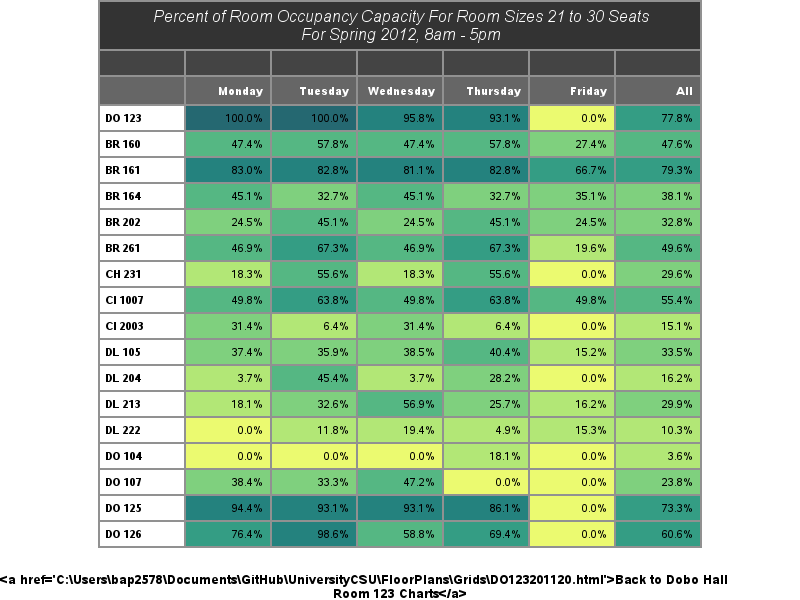 Percent of Room Occupancy Capacity For Room Sizes 21 to 30 Seats
For Spring 2012, 8am - 5pm
Monday Tuesday Wednesday Thursday Friday All
DO 123 100.0% 100.0% 95.8% 93.1% 0.0% 77.8%
BR 160 47.4% 57.8% 47.4% 57.8% 27.4% 47.6%
BR 161 83.0% 82.8% 81.1% 82.8% 66.7% 79.3%
BR 164 45.1% 32.7% 45.1% 32.7% 35.1% 38.1%
BR 202 24.5% 45.1% 24.5% 45.1% 24.5% 32.8%
BR 261 46.9% 67.3% 46.9% 67.3% 19.6% 49.6%
CH 231 18.3% 55.6% 18.3% 55.6% 0.0% 29.6%
CI 1007 49.8% 63.8% 49.8% 63.8% 49.8% 55.4%
CI 2003 31.4% 6.4% 31.4% 6.4% 0.0% 15.1%
DL 105 37.4% 35.9% 38.5% 40.4% 15.2% 33.5%
DL 204 3.7% 45.4% 3.7% 28.2% 0.0% 16.2%
DL 213 18.1% 32.6% 56.9% 25.7% 16.2% 29.9%
DL 222 0.0% 11.8% 19.4% 4.9% 15.3% 10.3%
DO 104 0.0% 0.0% 0.0% 18.1% 0.0% 3.6%
DO 107 38.4% 33.3% 47.2% 0.0% 0.0% 23.8%
DO 125 94.4% 93.1% 93.1% 86.1% 0.0% 73.3%
DO 126 76.4% 98.6% 58.8% 69.4% 0.0% 60.6%
<a href='C:\Users\bap2578\Documents\GitHub\UniversityCSU\FloorPlans\Grids\DO123201120.html'>Back to Dobo Hall
Room 123 Charts</a>